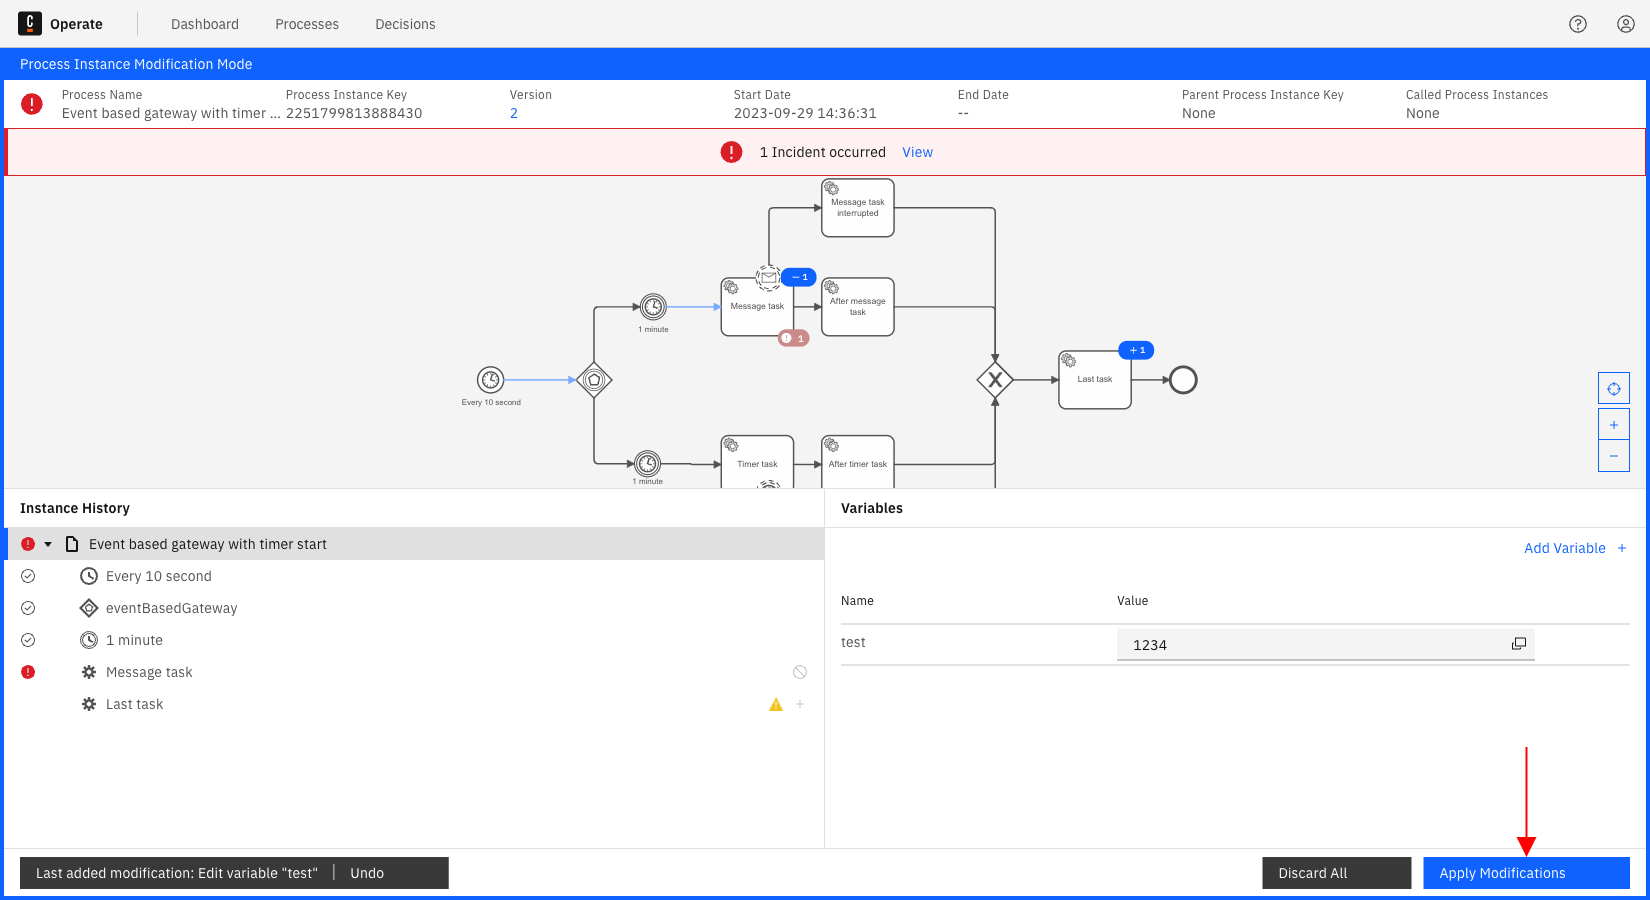 Operate
Dashboard
Processes
Decisions
Process Instance Modification Mode
Process Name
Process Instance Key
Version
Start Date
End Date
Parent Process Instance Key
Called Process Instances
Event based gateway with timer ...
2251799813888430
2
2023-09-29 14:36:31
--
None
None
1 Incident occurred
View
Message task
interrupted
− 1
Message task
After message
task
1 minute
1
+ 1
Last task
Every 10 second
Timer task
After timer task
1 minute
Instance History
Variables
Event based gateway with timer start
Add Variable +
Every 10 second
eventBasedGateway
1 minute
Message task
Last task
Name
Value
test
1234
Last added modification: Edit variable "test"
Undo
Discard All
Apply Modifications